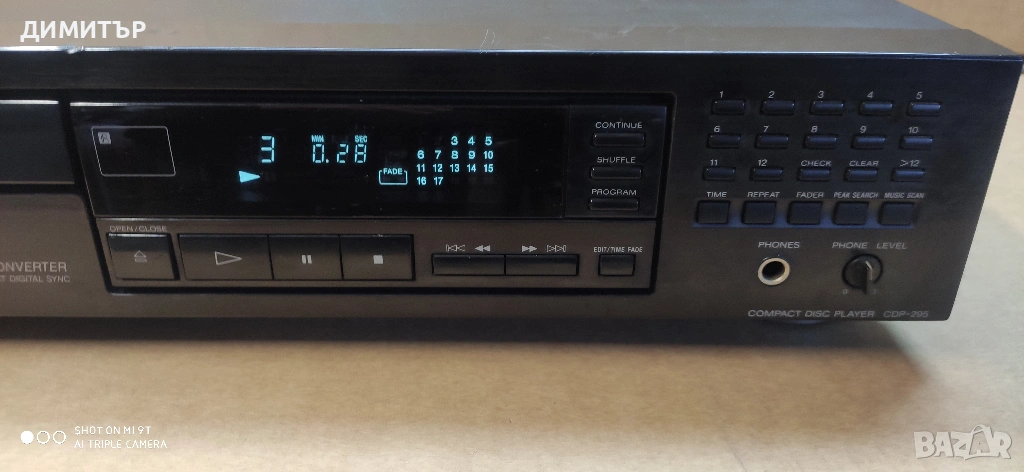 ДИМИТЪР
1 2 3 4 5
6 7 8 9 10
11 12 CHECK CLEAR >12
TIME REPEAT FADER PEAK SEARCH MUSIC SCAN
MIN SEC
3 0.28
FADE
3 4 5
6 7 8 9 10
11 12 13 14 15
16 17
CONTINUE
SHUFFLE
PROGRAM
OPEN/CLOSE
EDIT/TIME FADE
PHONES PHONE LEVEL
ONVERTER
T DIGITAL SYNC
COMPACT DISC PLAYER CDP-295
SHOT ON MI 9T
AI TRIPLE CAMERA
BAZAR